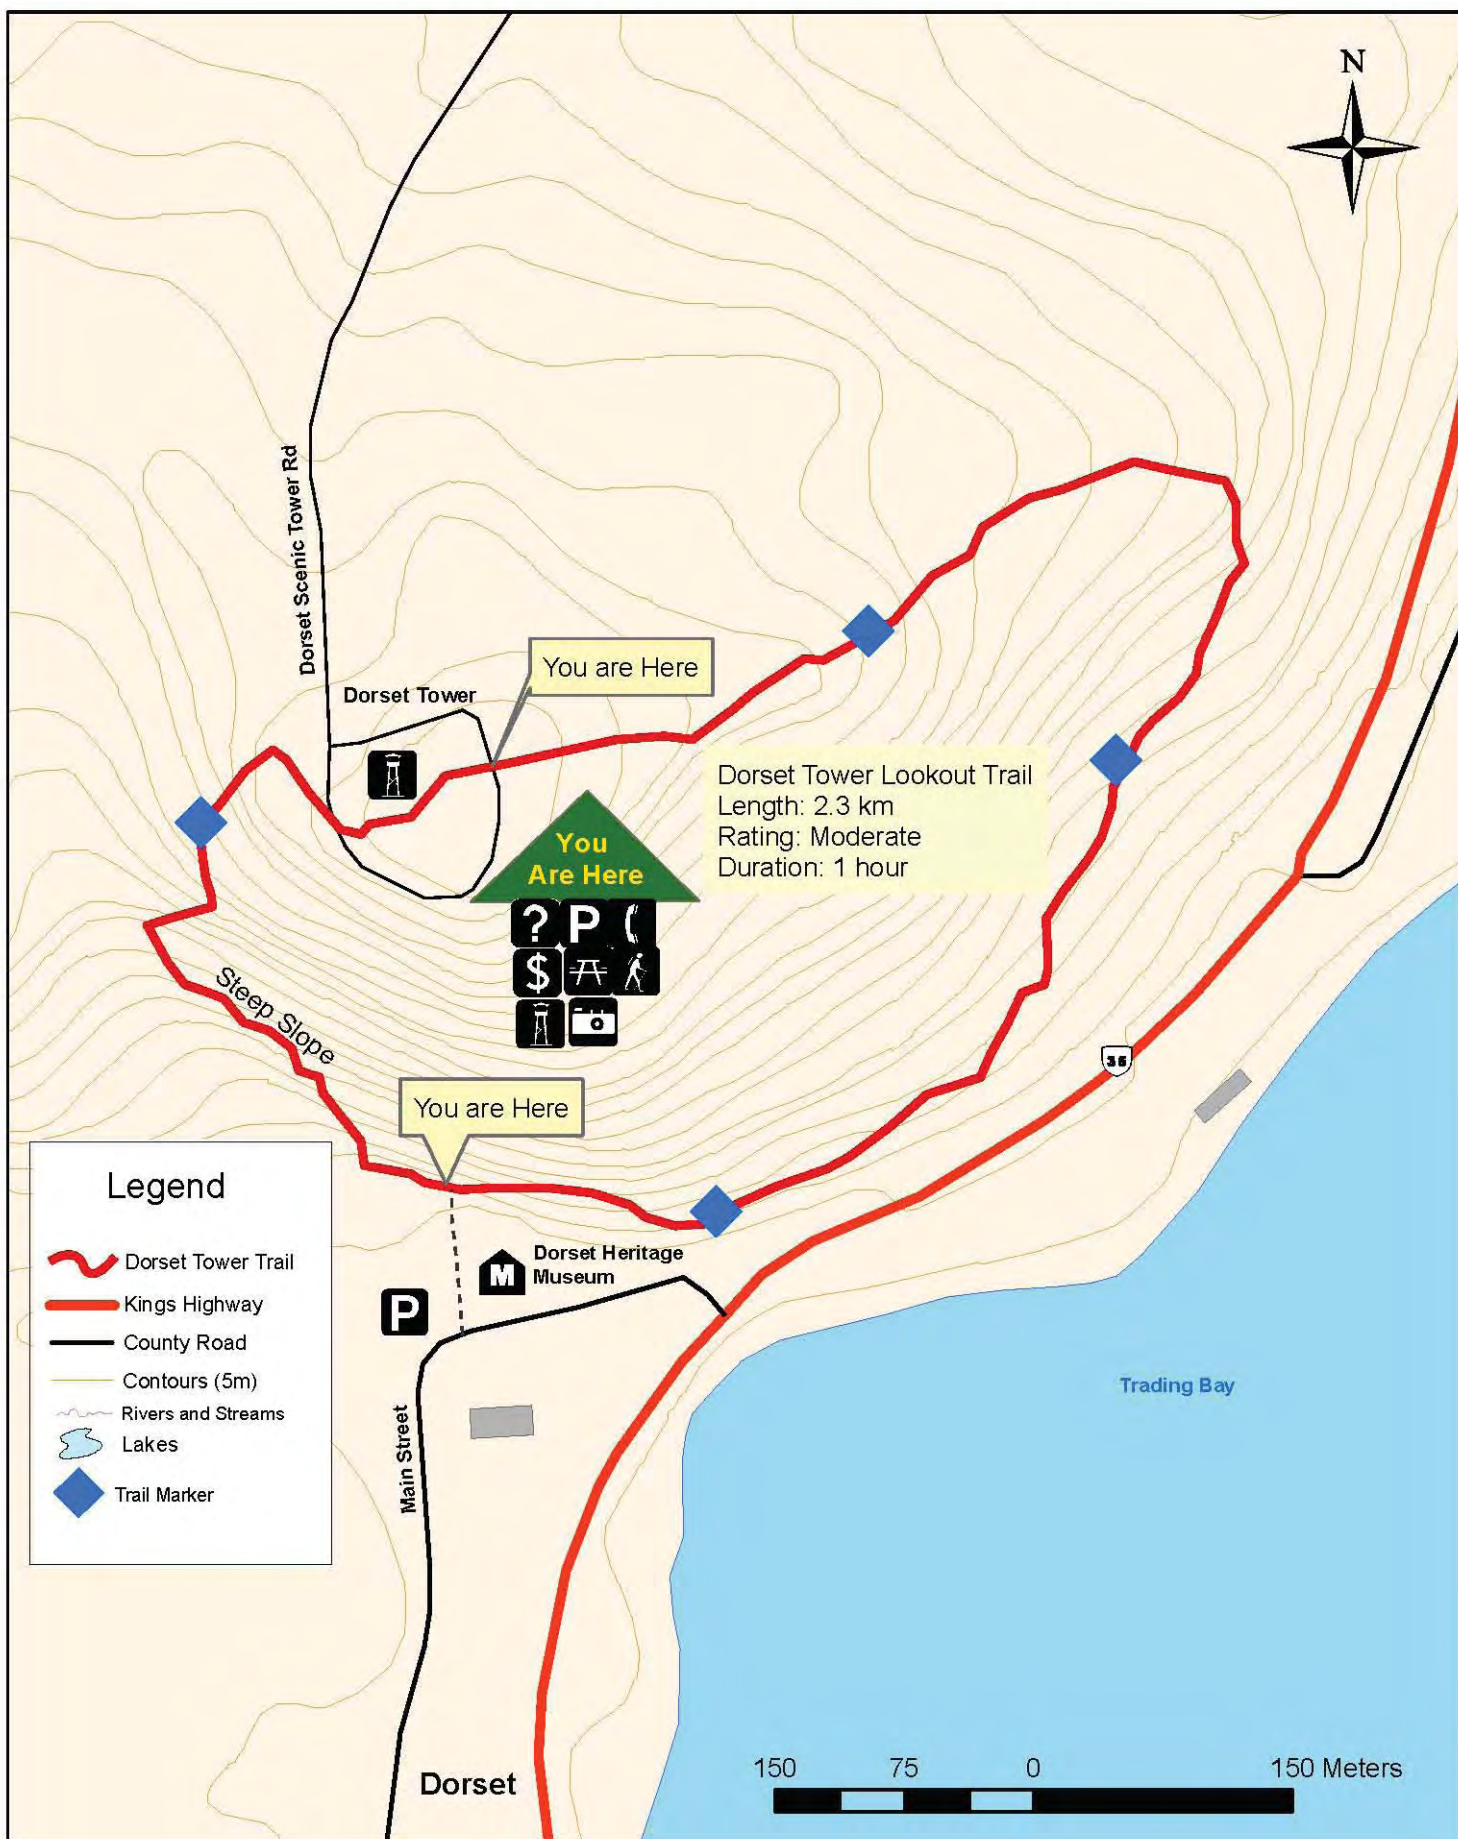 N
Dorset Scenic Tower Rd
You are Here
Dorset Tower
Dorset Tower Lookout Trail
Length: 2.3 km
Rating: Moderate
Duration: 1 hour
You
Are Here
? P
$
Steep Slope
35
You are Here
Legend
Dorset Tower Trail
Kings Highway
County Road
Contours (5m)
Rivers and Streams
Lakes
Trail Marker
M
Dorset Heritage
Museum
P
Main Street
Trading Bay
Dorset
150 75 0 150 Meters